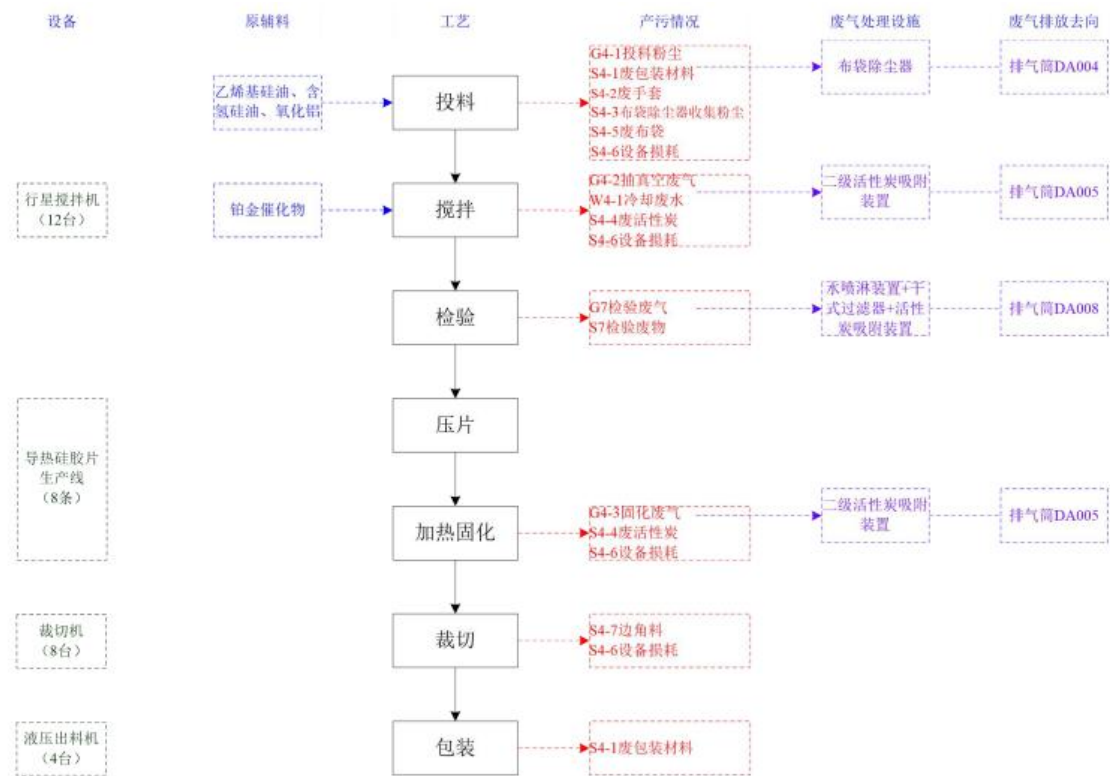 设备
原辅料
工艺
产污情况
废气处理设施
废气排放去向
乙烯基硅油、含
氢硅油、氧化铝
投料
G4-1投料粉尘
S4-1废包装材料
S4-2废手套
S4-3布袋除尘器收集粉尘
S4-5废布袋
S4-6设备损耗
布袋除尘器
排气筒DA004
行星搅拌机
（12台）
铂金催化物
搅拌
G4-2抽真空废气
W4-1冷却废水
S4-4废活性炭
S4-6设备损耗
二级活性炭吸附
装置
排气筒DA005
检验
G7检验废气
S7检验废物
水喷淋装置+干
式过滤器+活性
炭吸附装置
排气筒DA008
导热硅胶片
生产线
（8条）
压片
加热固化
G4-3固化废气
S4-4废活性炭
S4-6设备损耗
二级活性炭吸附
装置
排气筒DA005
裁切机
（8台）
裁切
S4-7边角料
S4-6设备损耗
液压出料机
（4台）
包装
S4-1废包装材料